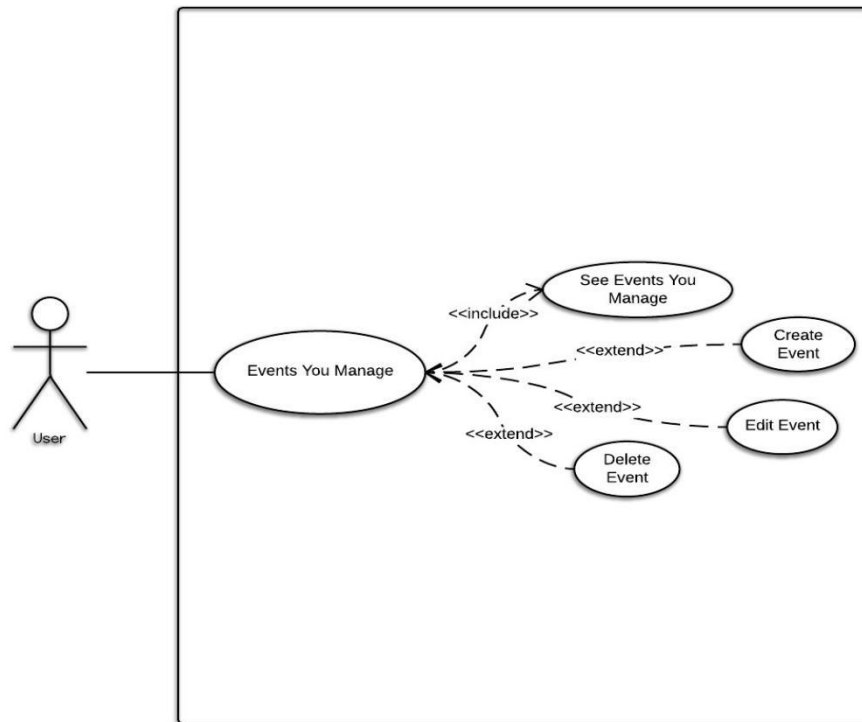 See Events You
Manage
<<include>>
Create
Event
<<extend>>
Events You Manage
<<extend>>
Edit Event
<<extend>>
User
Delete
Event